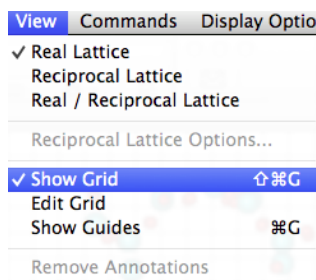 View Commands Display Optio
✓ Real Lattice
Reciprocal Lattice
Real / Reciprocal Lattice
Reciprocal Lattice Options...
✓ Show Grid ⇧⌘G
Edit Grid
Show Guides ⌘G
Remove Annotations